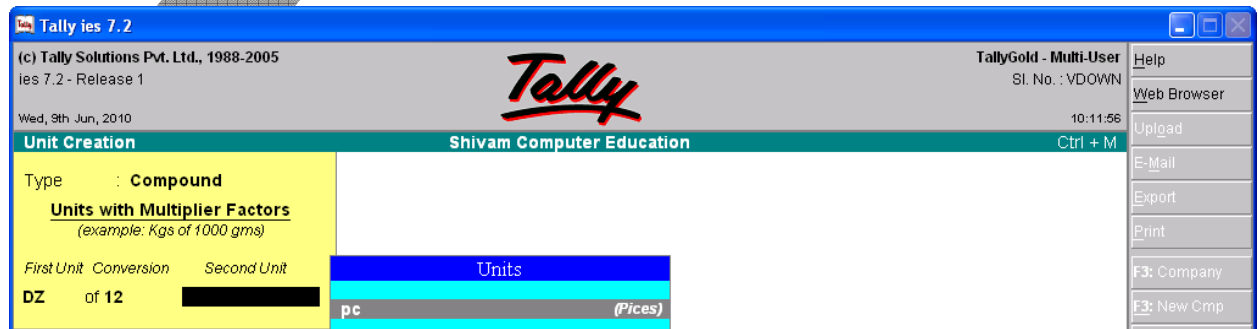 Tally ies 7.2
(c) Tally Solutions Pvt. Ltd., 1988-2005
ies 7.2 - Release 1
Wed, 9th Jun, 2010
Tally
TallyGold - Multi-User
Sl. No. : VDOWN
10:11:56
Unit Creation Shivam Computer Education Ctrl + M
Type : Compound
Units with Multiplier Factors
(example: Kgs of 1000 gms)
First Unit Conversion Second Unit
DZ of 12
Units
pc (Pices)
Help
Web Browser
Upload
E-Mail
Export
Print
F3: Company
F3: New Cmp